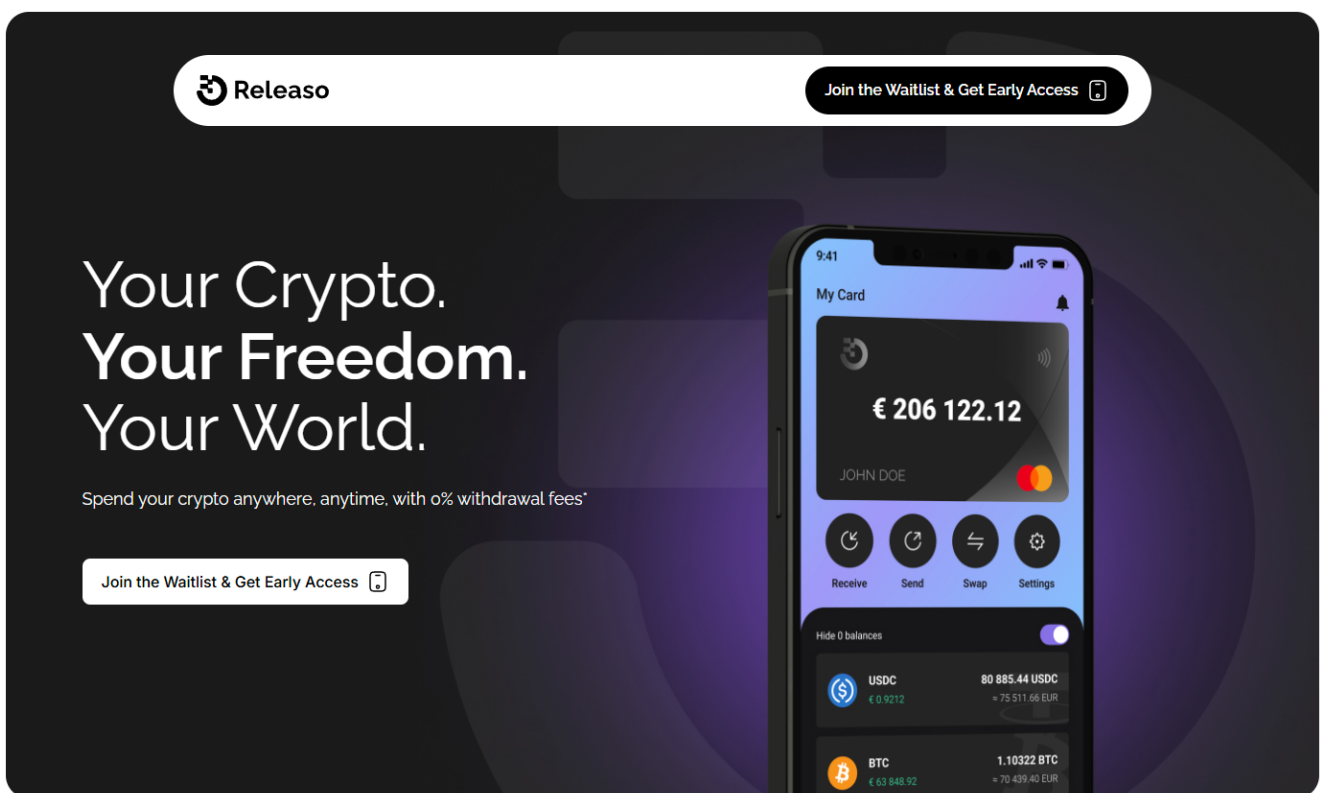 Releaso
Join the Waitlist & Get Early Access
Your Crypto.
Your Freedom.
Your World.
Spend your crypto anywhere, anytime, with 0% withdrawal fees*
Join the Waitlist & Get Early Access
9:41
My Card
€ 206 122.12
JOHN DOE
Receive
Send
Swap
Settings
Hide 0 balances
USDC
80 885.44 USDC
€ 0.9212
≈ 75 511.66 EUR
BTC
1.10322 BTC
€ 63 848.92
≈ 70 439.40 EUR